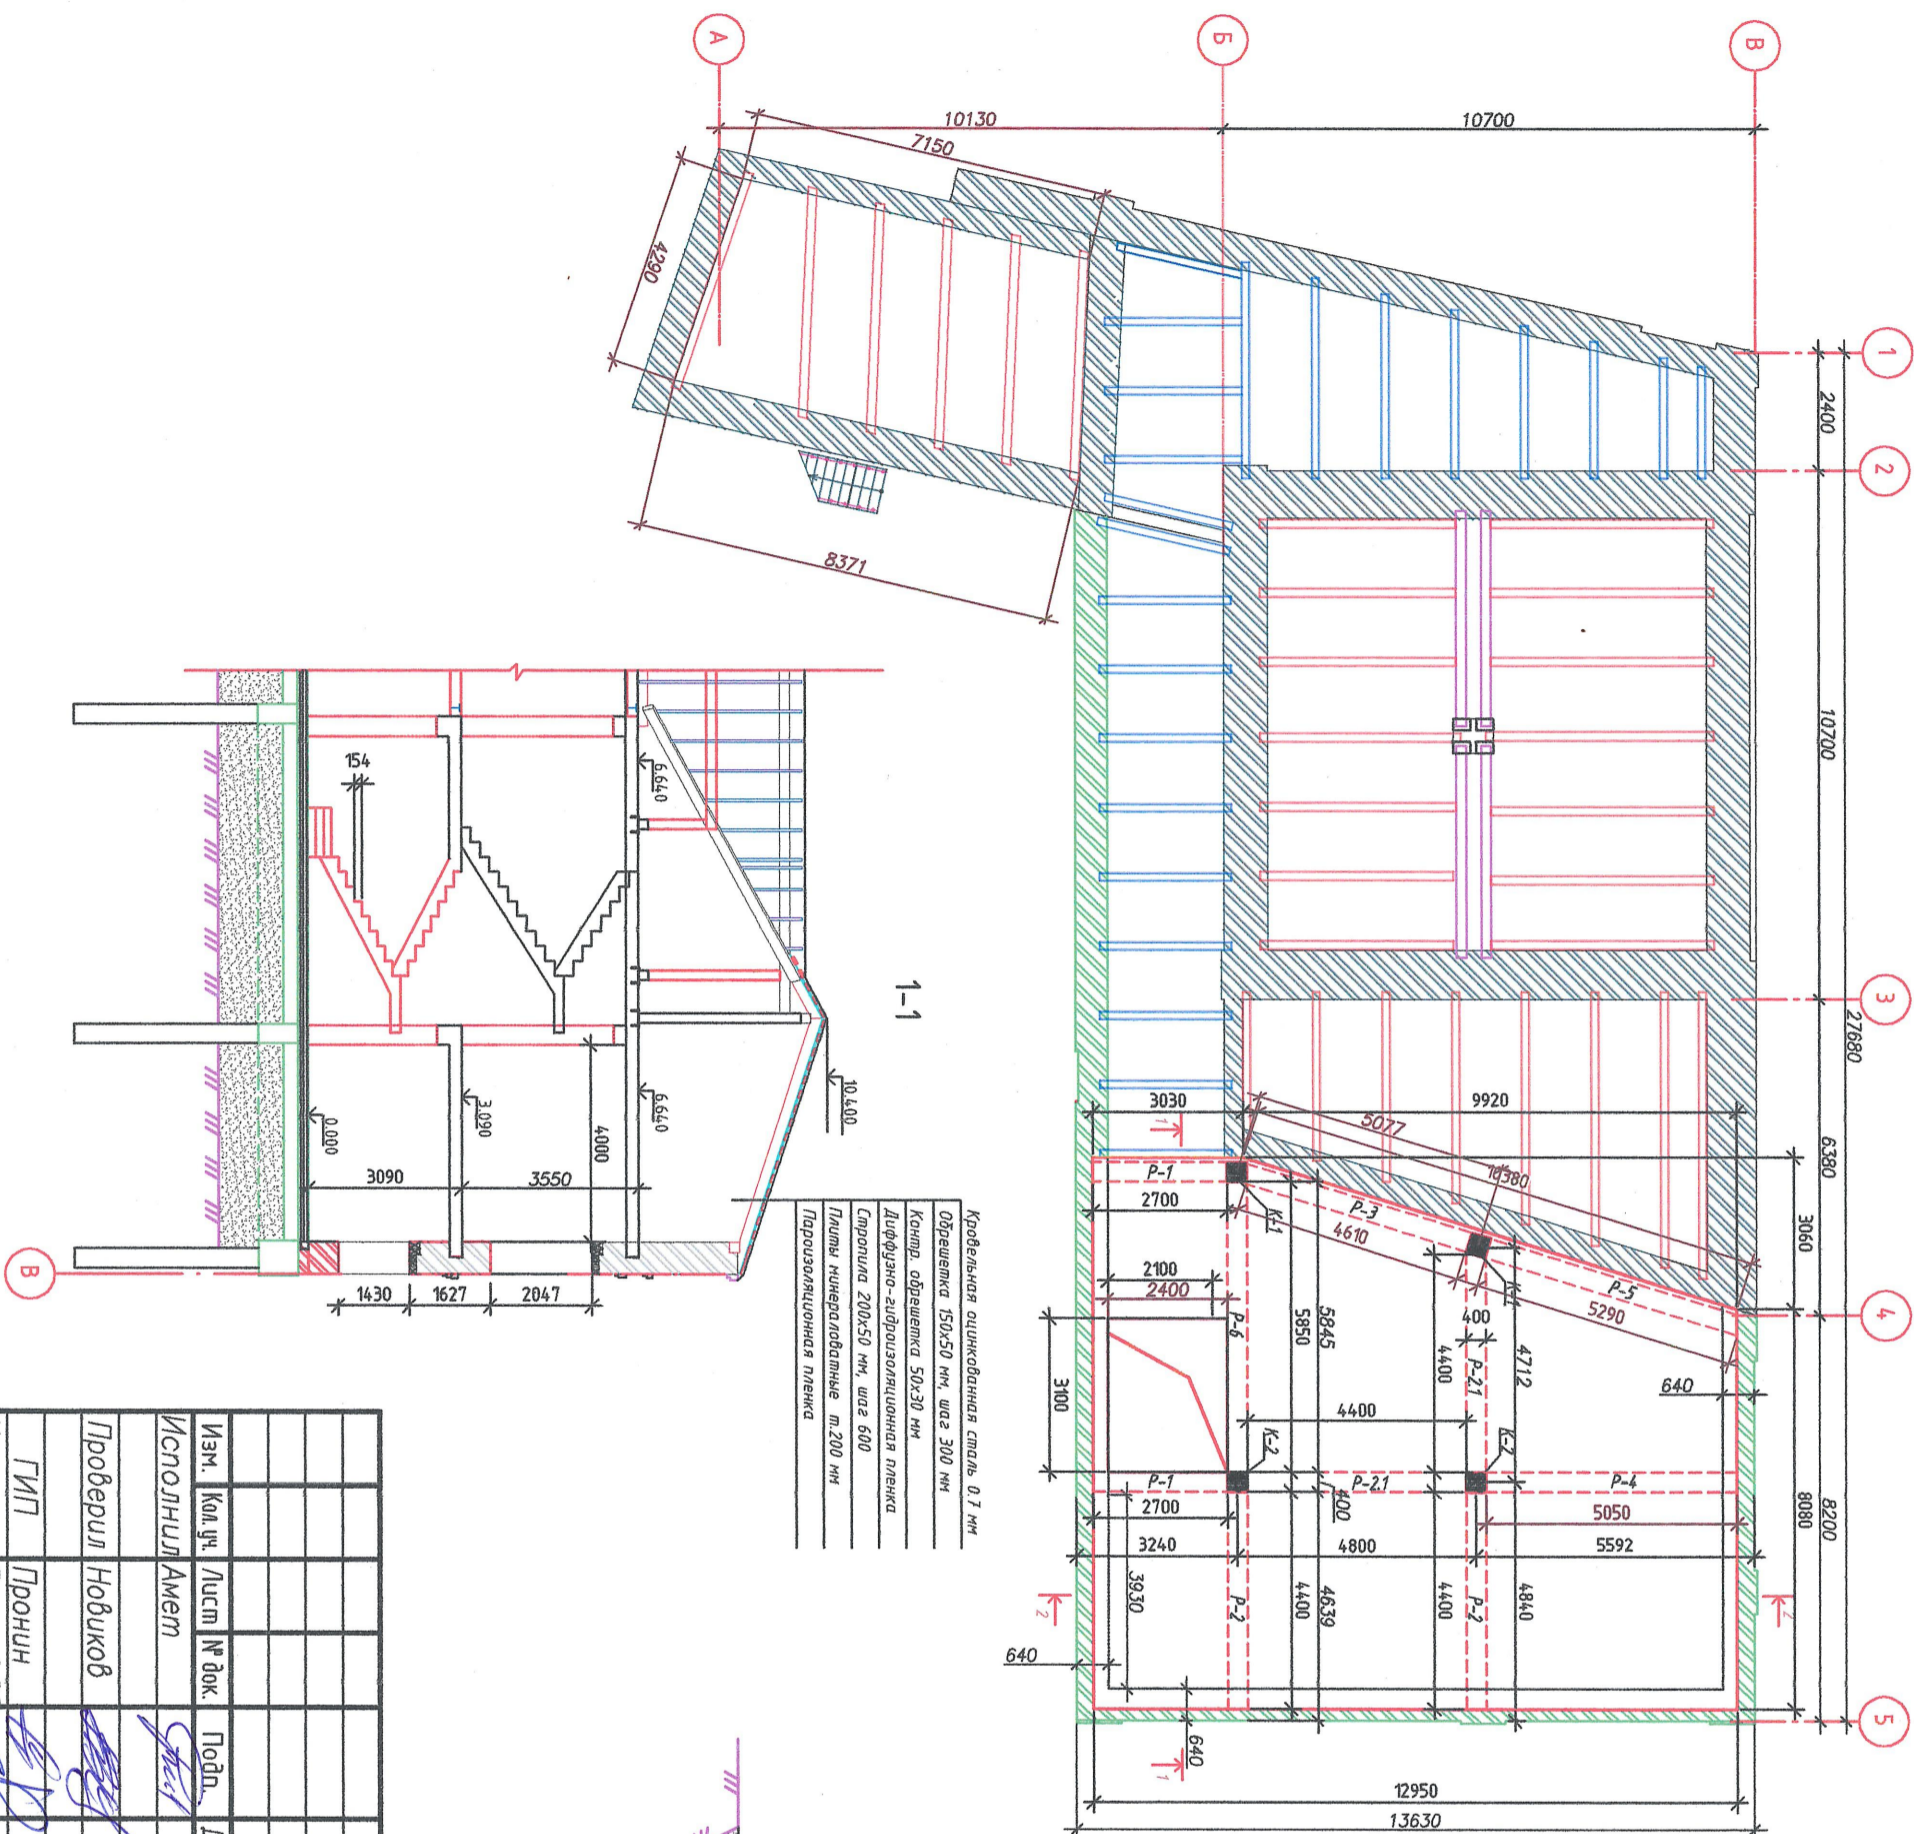 А
Б
В
10130
10700
7150
4290
8371
1
2
3
4
5
2400
10700
6380
8200
27680
3060
8080
3030
9920
5077
10380
Р-1
2700
К-1
Р-3
4610
К-1
Р-5
5290
2100
2400
Р-6
5850
5845
400
4400
Р-2.1
4712
640
3100
4400
К-2
К-2
Р-1
Р-2.1
Р-4
400
2700
5050
3240
4800
5592
3930
Р-2
4400
4639
4400
Р-2
4840
1
1
2
2
640
640
12950
13630
1-1
154
6.640
10.400
6.640
3.090
0.000
4000
3090
3550
1430
1627
2047
В
Кровельная оцинкованная сталь 0.7 мм
Обрешетка 150х50 мм, шаг 300 мм
Контр. обрешетка 50х30 мм
Диффузно-гидроизоляционная пленка
Стропила 200х50 мм, шаг 600
Плиты минераловатные т.200 мм
Пароизоляционная пленка
Изм. Кол.уч. Лист № док. Подп.
Исполнил Амет
Проверил Новиков
ГИП Пронин